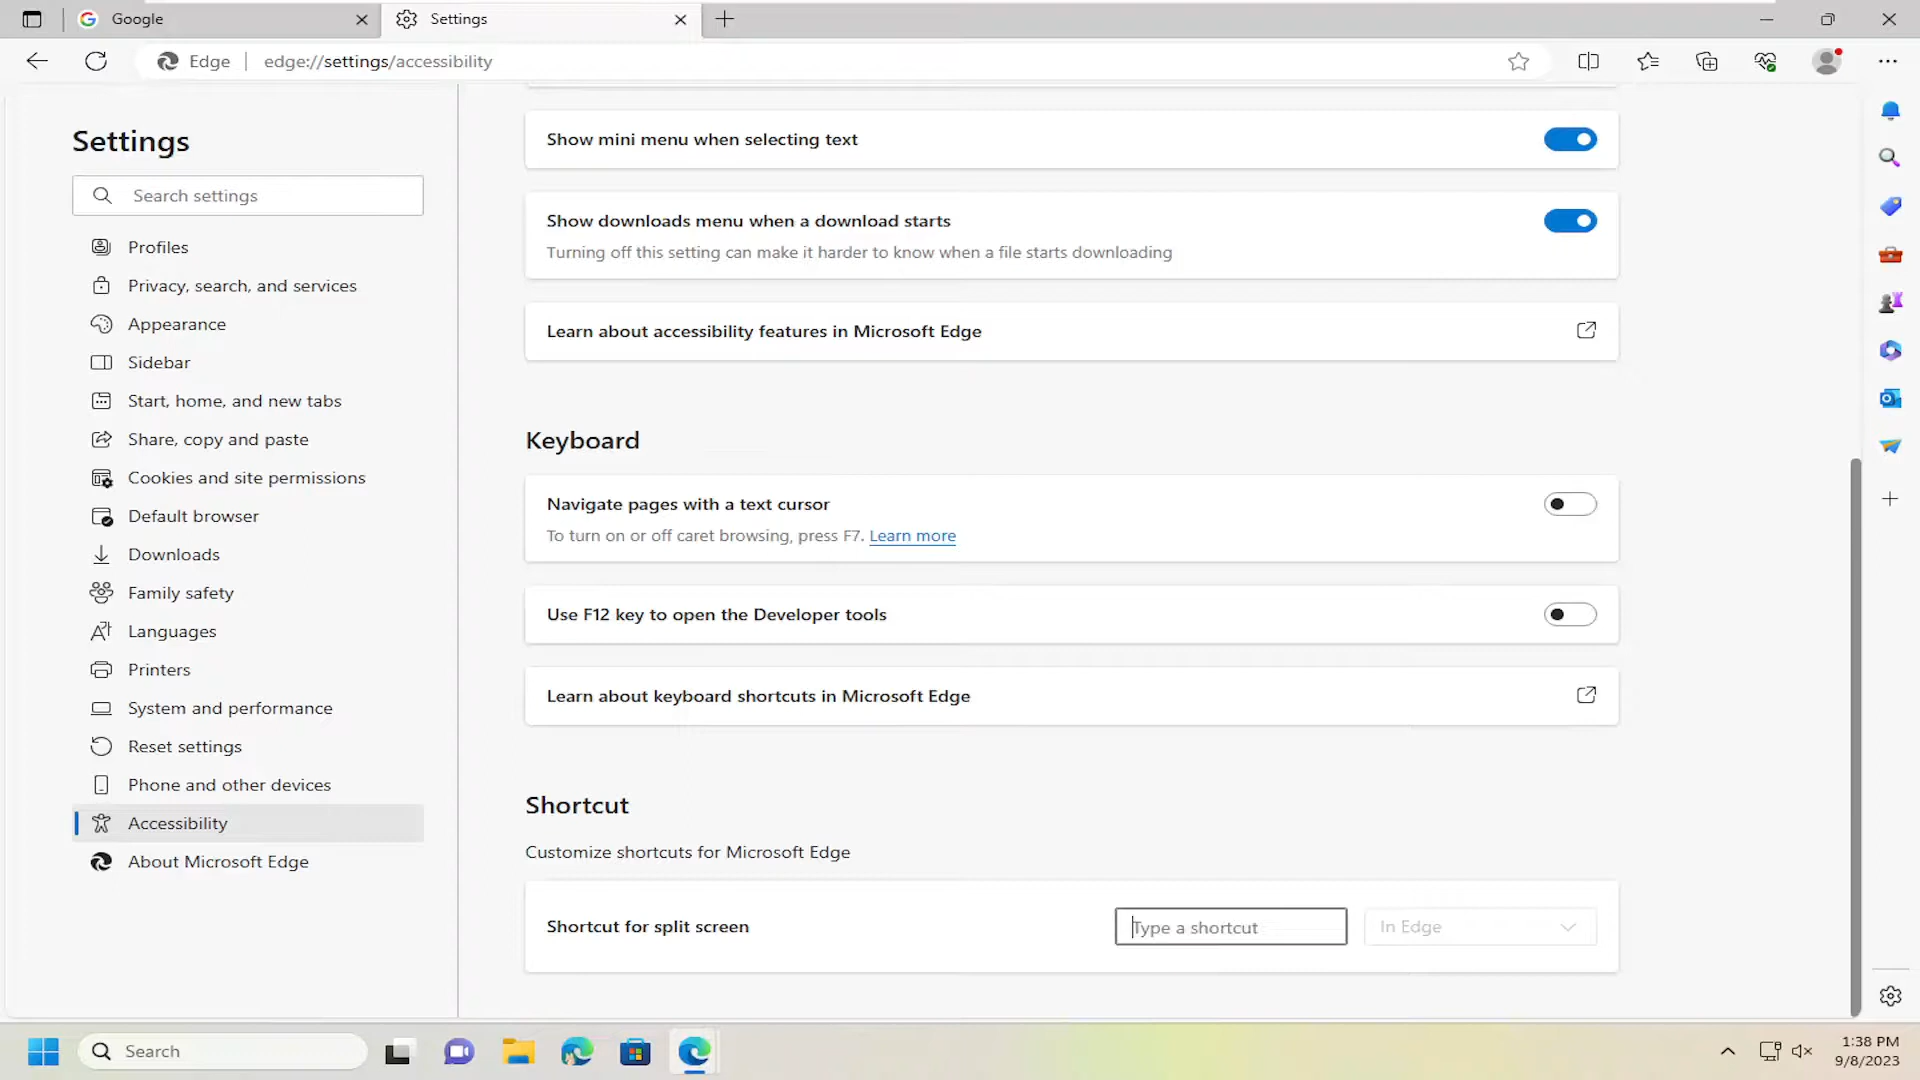 Google
Settings
Edge
edge://settings/accessibility
Settings
Search settings
Profiles
Privacy, search, and services
Appearance
Sidebar
Start, home, and new tabs
Share, copy and paste
Cookies and site permissions
Default browser
Downloads
Family safety
Languages
Printers
System and performance
Reset settings
Phone and other devices
Accessibility
About Microsoft Edge
Show mini menu when selecting text
Show downloads menu when a download starts
Turning off this setting can make it harder to know when a file starts downloading
Learn about accessibility features in Microsoft Edge
Keyboard
Navigate pages with a text cursor
To turn on or off caret browsing, press F7. Learn more
Use F12 key to open the Developer tools
Learn about keyboard shortcuts in Microsoft Edge
Shortcut
Customize shortcuts for Microsoft Edge
Shortcut for split screen
Type a shortcut
In Edge
Search
1:38 PM
9/8/2023